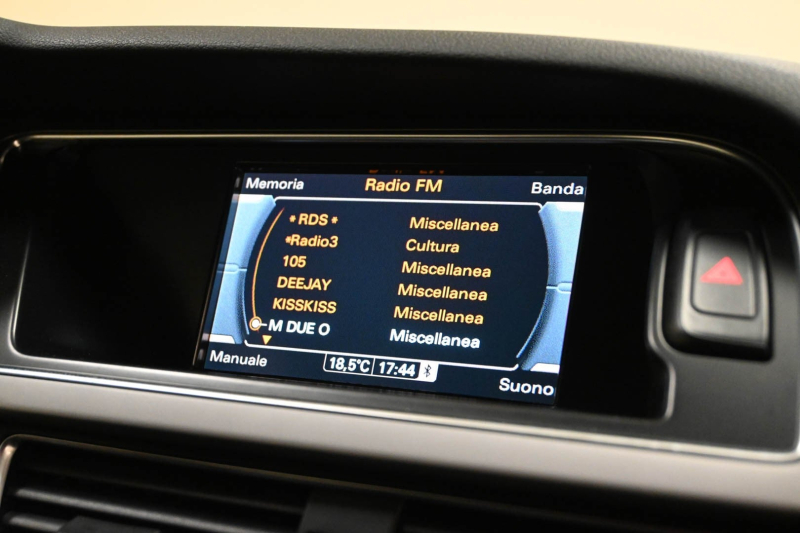 Memoria Radio FM Banda
* RDS * Miscellanea
*Radio3 Cultura
105 Miscellanea
DEEJAY Miscellanea
KISSKISS Miscellanea
M DUE O Miscellanea
Manuale 18,5°C 17:44 Suono